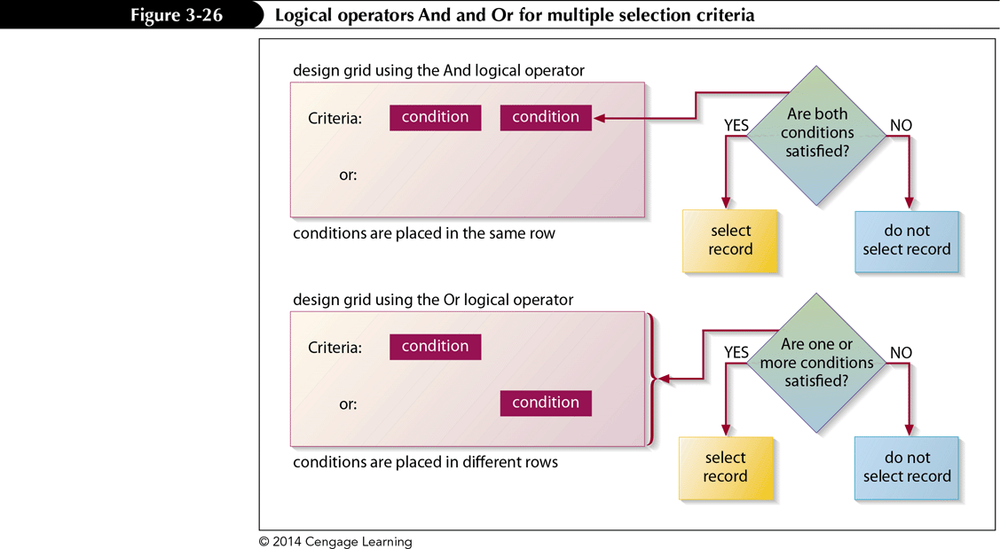 Figure 3-26 Logical operators And and Or for multiple selection criteria
design grid using the And logical operator
Criteria: condition condition
or:
conditions are placed in the same row
Are both
conditions
satisfied?
YES
NO
select
record
do not
select record
design grid using the Or logical operator
Criteria: condition
or: condition
conditions are placed in different rows
Are one or
more conditions
satisfied?
YES
NO
select
record
do not
select record
© 2014 Cengage Learning